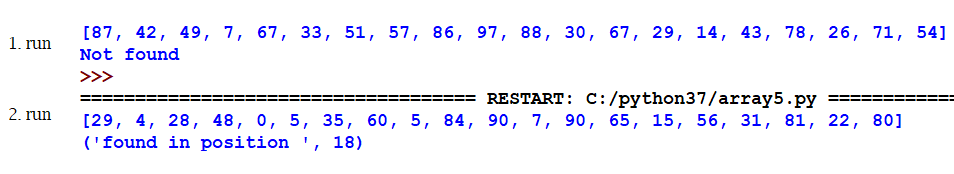 1. run
[87, 42, 49, 7, 67, 33, 51, 57, 86, 97, 88, 30, 67, 29, 14, 43, 78, 26, 71, 54]
Not found
>>>
==================================== RESTART: C:/python37/array5.py ============
2. run
[29, 4, 28, 48, 0, 5, 35, 60, 5, 84, 90, 7, 90, 65, 15, 56, 31, 81, 22, 80]
('found in position ', 18)